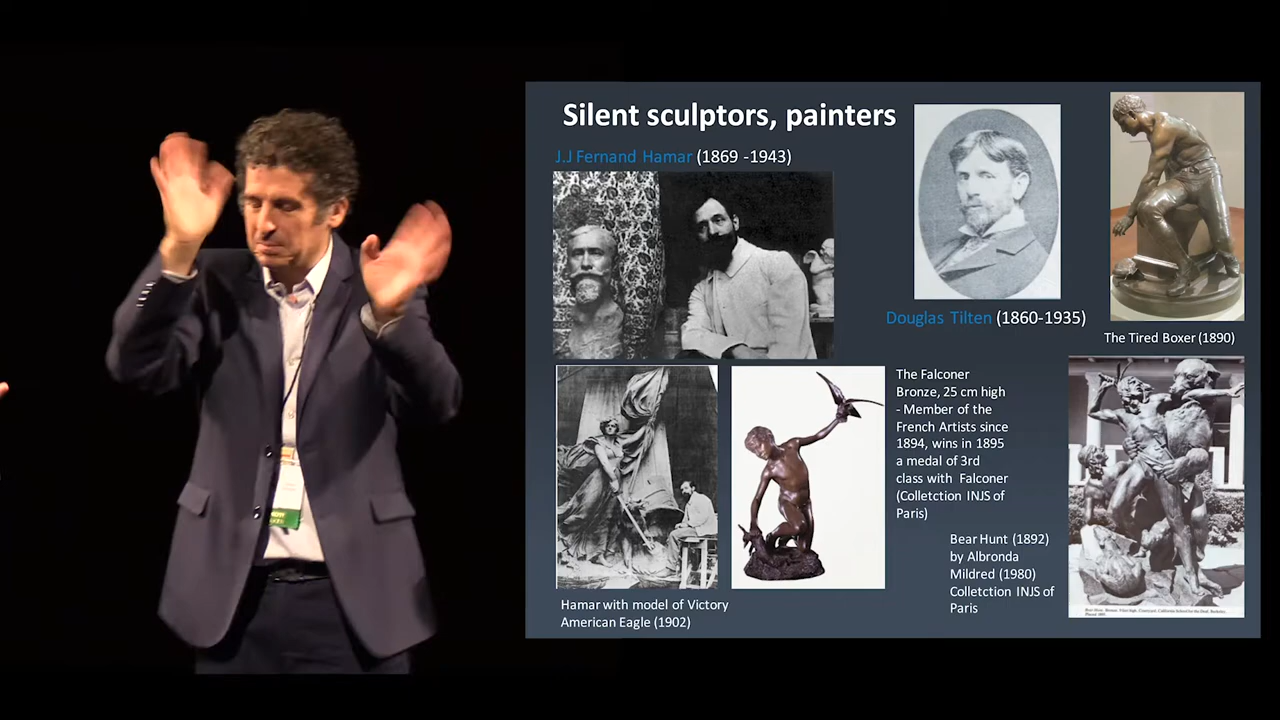 Silent sculptors, painters
J.J Fernand Hamar (1869 -1943)
Douglas Tilten (1860-1935)
The Tired Boxer (1890)
The Falconer
Bronze, 25 cm high
- Member of the
French Artists since
1894, wins in 1895
a medal of 3rd
class with Falconer
(Colletction INJS of
Paris)
Bear Hunt (1892)
by Albronda
Mildred (1980)
Colletction INJS of
Paris
Hamar with model of Victory
American Eagle (1902)